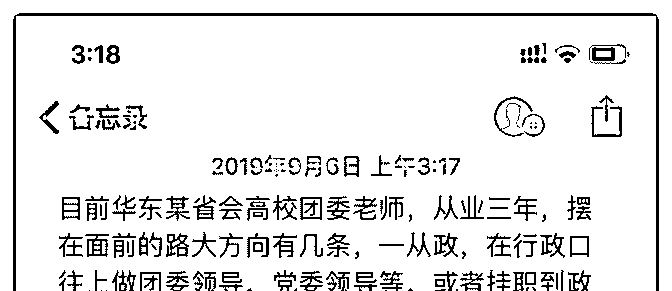 3:18
备忘录
2019年9月6日 上午3:17
目前华东某省会高校团委老师，从业三年，摆
在面前的路大方向有几条，一从政，在行政口
往上做团委领导、党委领导等，或者挂职到政